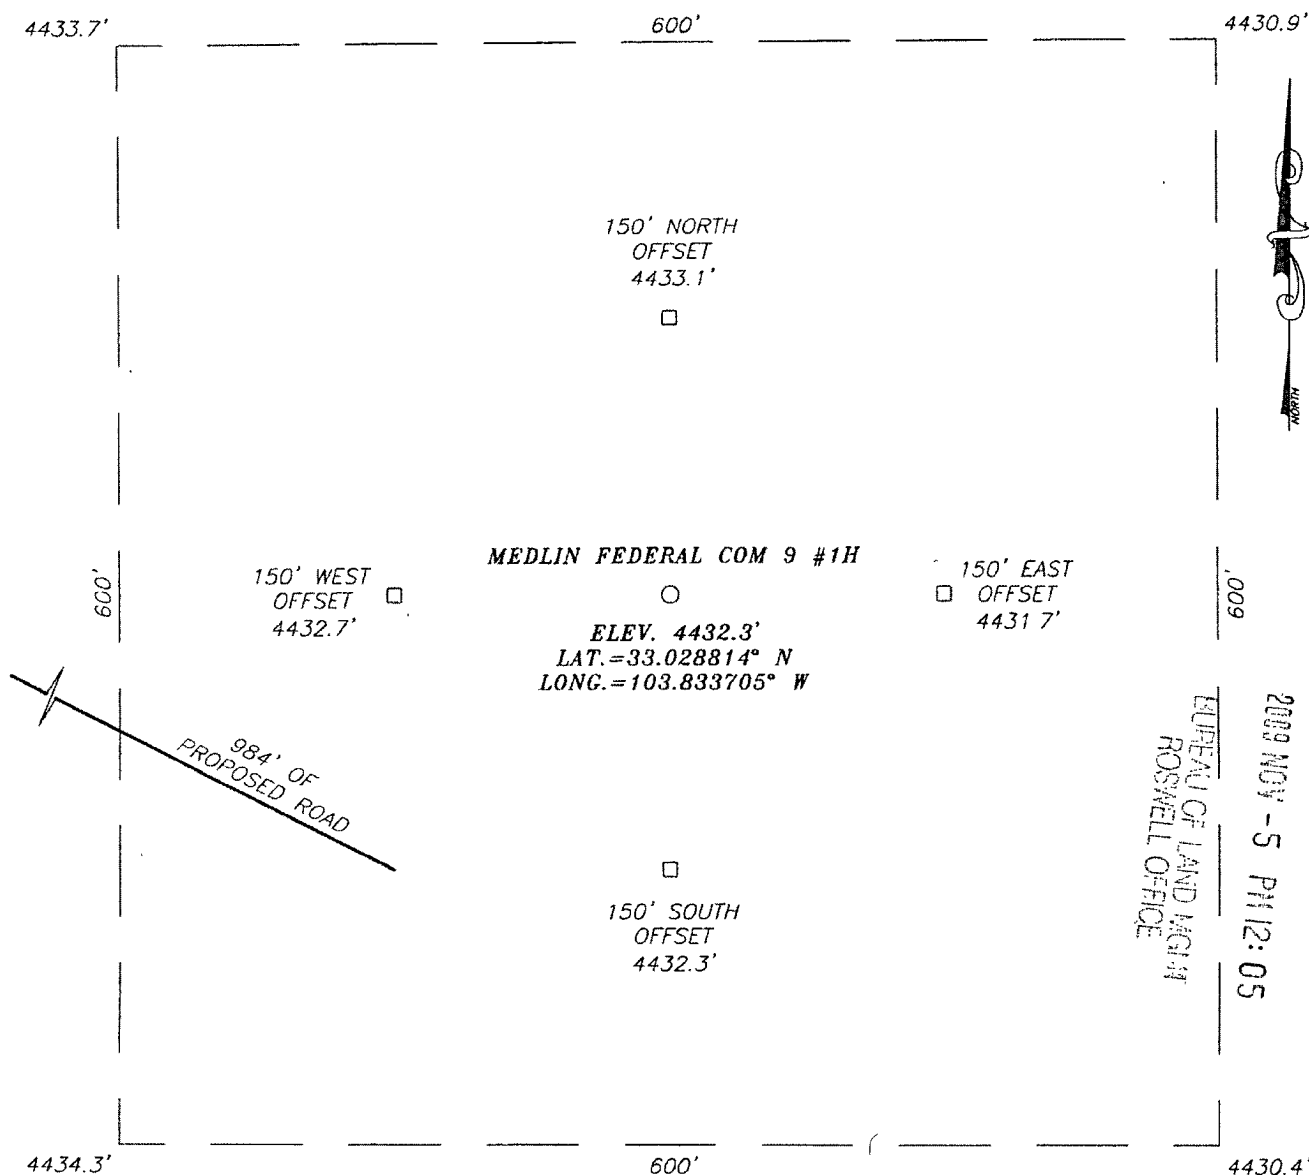 4433.7'
600'
4430.9'
NORTH
150' NORTH
OFFSET
4433.1'
MEDLIN FEDERAL COM 9 #1H
150' WEST
OFFSET
4432.7'
150' EAST
OFFSET
4431 7'
600'
600'
ELEV. 4432.3'
LAT.=33.028814° N
LONG.=103.833705° W
984' OF
PROPOSED ROAD
150' SOUTH
OFFSET
4432.3'
2009 NOV -5 PM 12:05
BUREAU OF LAND MGMT
ROSWELL OFFICE
4434.3'
600'
4430.4'